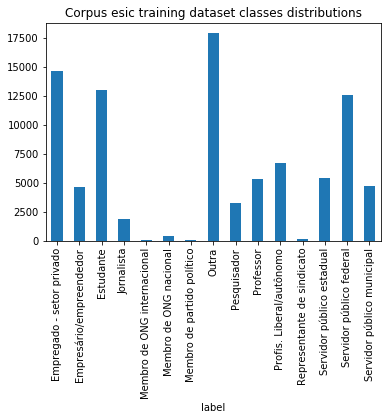 Corpus esic training dataset classes distributions
17500
15000
12500
10000
7500
5000
2500
0
Empregado - setor privado
Empresário/empreendedor
Estudante
Jornalista
Membro de ONG internacional
Membro de ONG nacional
Membro de partido político
Outra
Pesquisador
Professor
Profis. Liberal/autônomo
Representante de sindicato
Servidor público estadual
Servidor público federal
Servidor público municipal
label